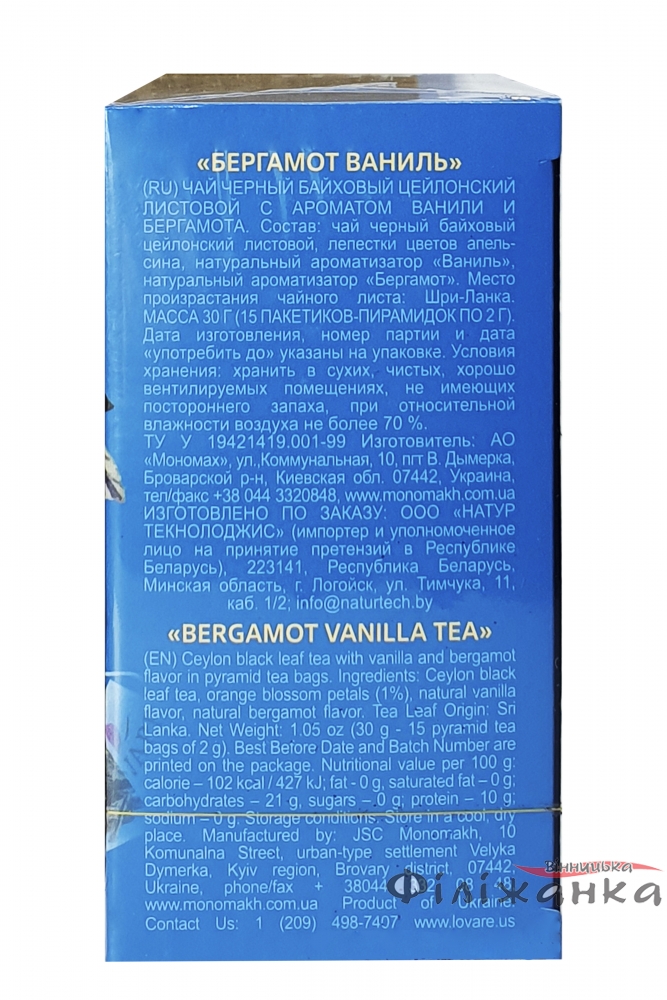 «БЕРГАМОТ ВАНИЛЬ»
(RU) ЧАЙ ЧЕРНЫЙ БАЙХОВЫЙ ЦЕЙЛОНСКИЙ
ЛИСТОВОЙ С АРОМАТОМ ВАНИЛИ И
БЕРГАМОТА. Состав: чай черный байховый
цейлонский листовой, лепестки цветов апель-
сина, натуральный ароматизатор «Ваниль»,
натуральный ароматизатор «Бергамот». Место
произрастания чайного листа: Шри-Ланка.
МАССА 30 Г (15 ПАКЕТИКОВ-ПИРАМИДОК ПО 2 Г).
Дата изготовления, номер партии и дата
«употребить до» указаны на упаковке. Условия
хранения: хранить в сухих, чистых, хорошо
вентилируемых помещениях, не имеющих
постороннего запаха, при относительной
влажности воздуха не более 70 %.
ТУ У 19421419.001-99 Изготовитель: АО
«Мономах», ул.,Коммунальная, 10, пгт В. Дымерка,
Броварской р-н, Киевская обл. 07442, Украина,
тел/факс +38 044 3320848, www.monomakh.com.ua
ИЗГОТОВЛЕНО ПО ЗАКАЗУ: ООО «НАТУР
ТЕКНОЛОДЖИС» (импортер и уполномоченное
лицо на принятие претензий в Республике
Беларусь), 223141, Республика Беларусь,
Минская область, г. Логойск, ул. Тимчука, 11,
каб. 1/2; info@naturtech.by
«BERGAMOT VANILLA TEA»
(EN) Ceylon black leaf tea with vanilla and bergamot
flavor in pyramid tea bags. Ingredients: Ceylon black
leaf tea, orange blossom petals (1%), natural vanilla
flavor, natural bergamot flavor. Tea Leaf Origin: Sri
Lanka. Net Weight: 1.05 oz (30 g - 15 pyramid tea
bags of 2 g). Best Before Date and Batch Number are
printed on the package. Nutritional value per 100 g:
calorie – 102 kcal / 427 kJ; fat - 0 g, saturated fat – 0 g;
carbohydrates – 21 g, sugars – 0 g; protein – 10 g;
sodium – 0 g. Storage conditions: Store in a cool, dry
place. Manufactured by: JSC Monomakh, 10
Komunalna Street, urban-type settlement Velyka
Dymerka, Kyiv region, Brovary district, 07442,
Ukraine, phone/fax +
www.monomakh.com.ua Product of Ukraine.
Contact Us: 1 (209) 498-7407 www.lovare.us
Вінницька
Філіжанка